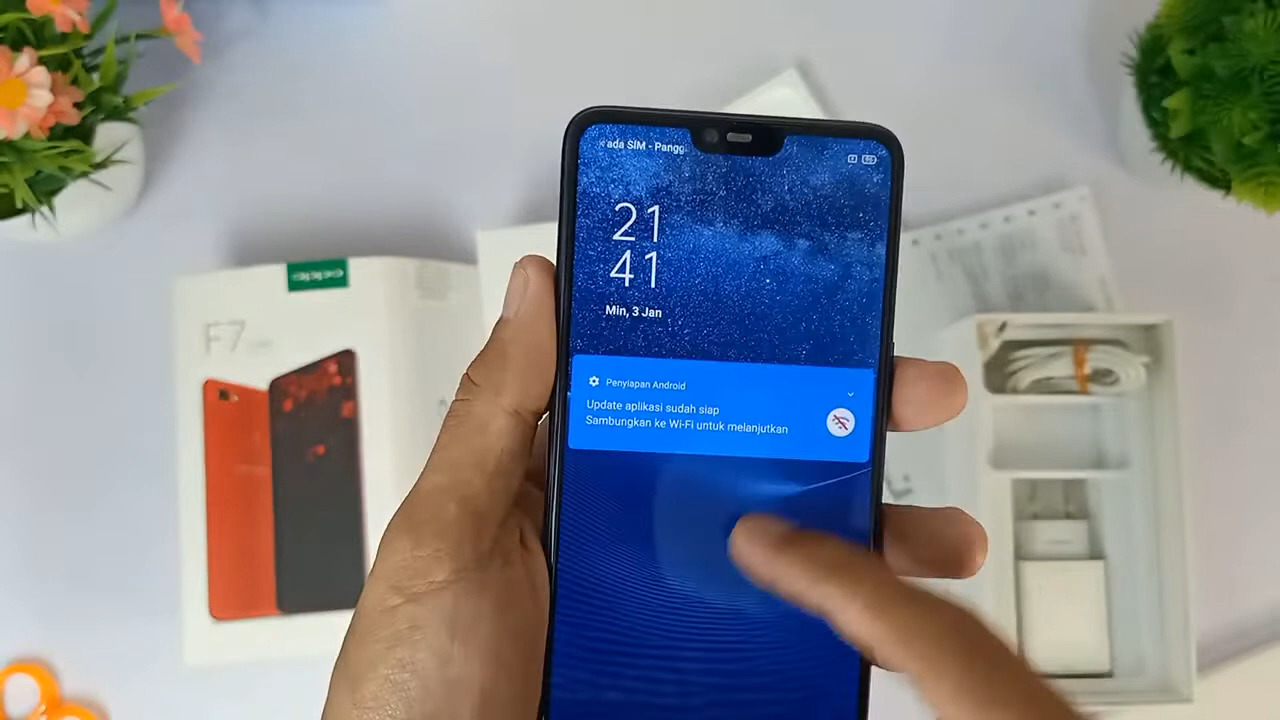 ada SIM - Pangg
21
41
Min, 3 Jan
Penyiapan Android
Update aplikasi sudah siap
Sambungkan ke Wi-Fi untuk melanjutkan
oppo
F7